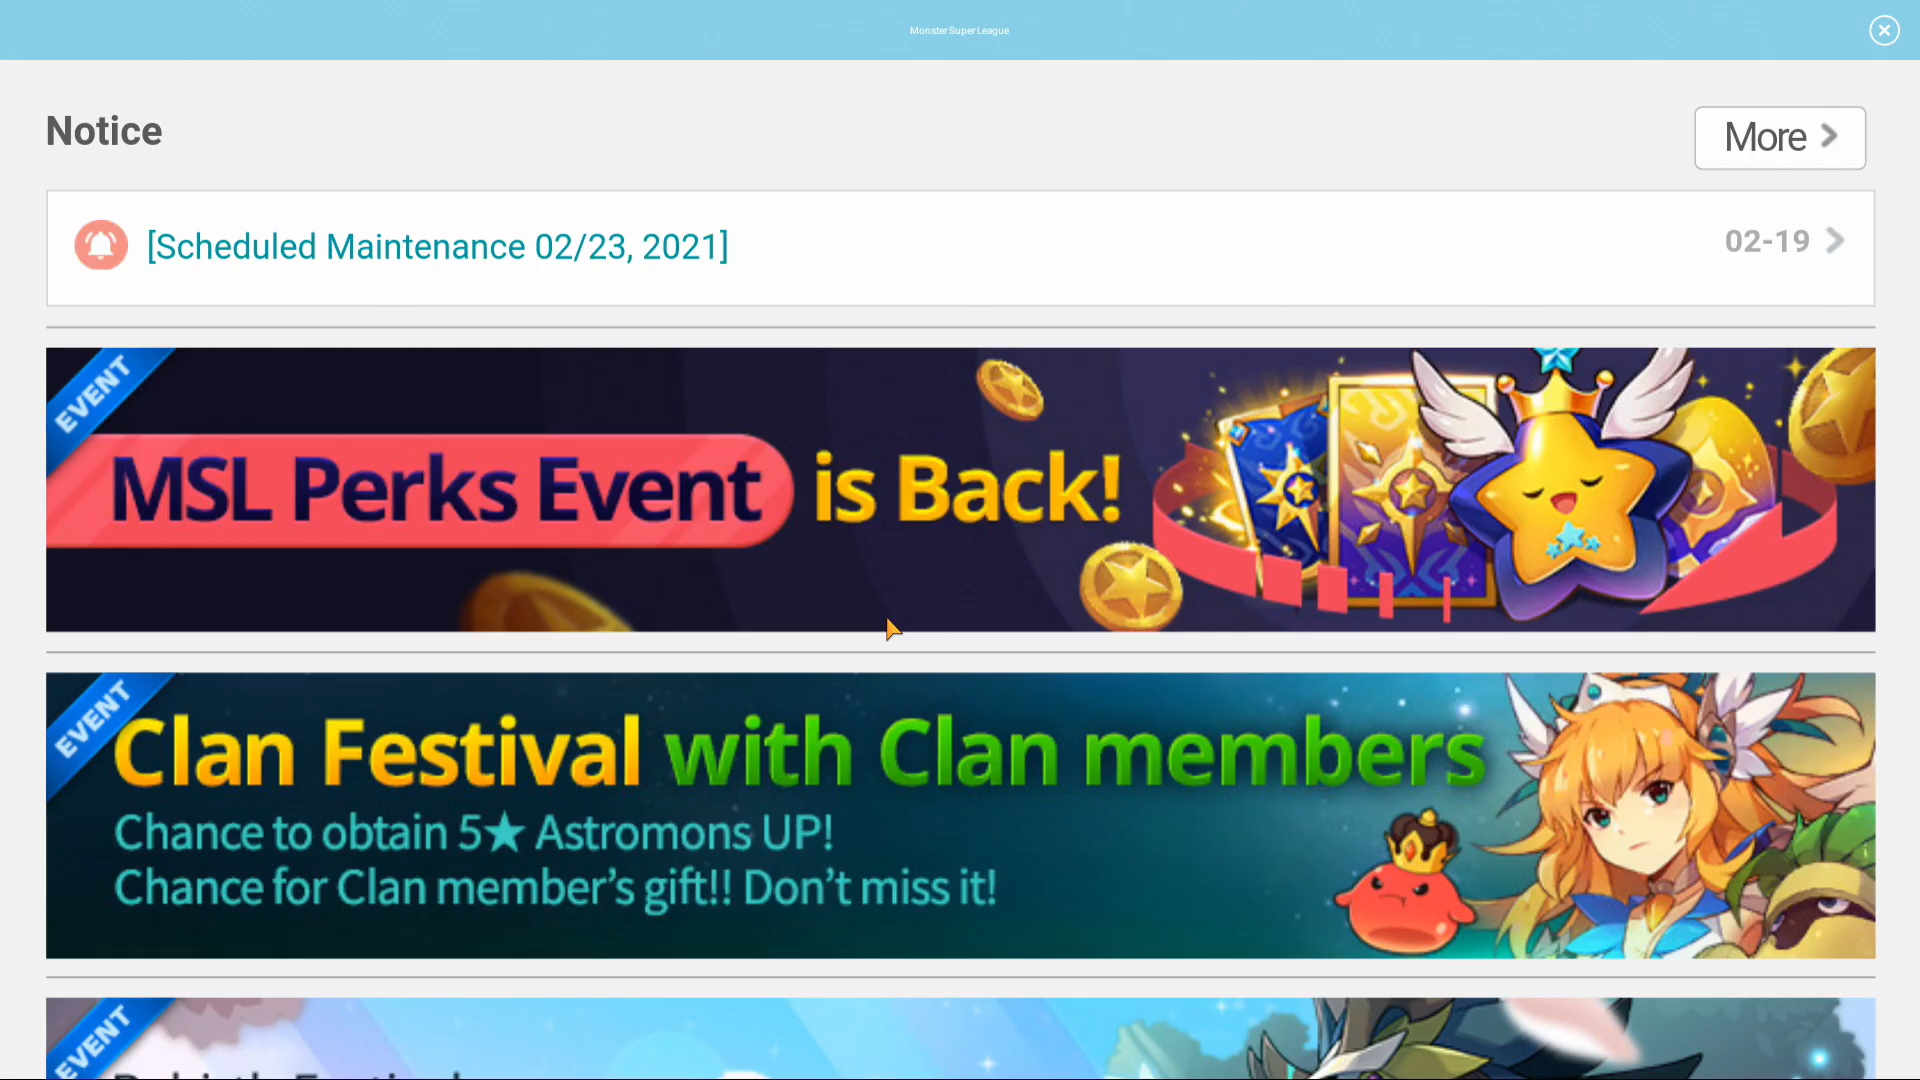 Monster Super League
Notice
More
[Scheduled Maintenance 02/23, 2021]
02-19
EVENT
MSL Perks Event is Back!
EVENT
Clan Festival with Clan members
Chance to obtain 5★ Astromons UP!
Chance for Clan member's gift!! Don't miss it!
EVENT